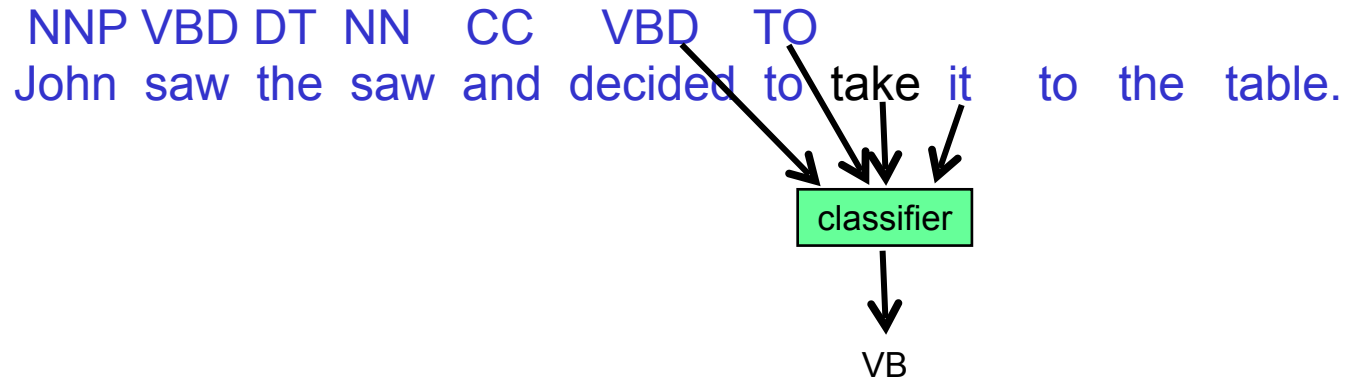 NNP VBD DT NN CC VBD TO
John saw the saw and decided to take it to the table.
classifier
VB